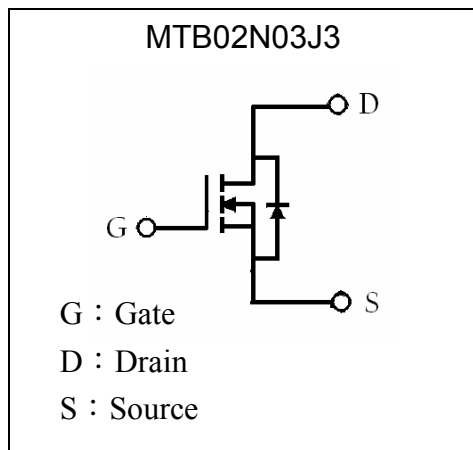 MTB02N03J3
D
G
S
G：Gate
D：Drain
S：Source